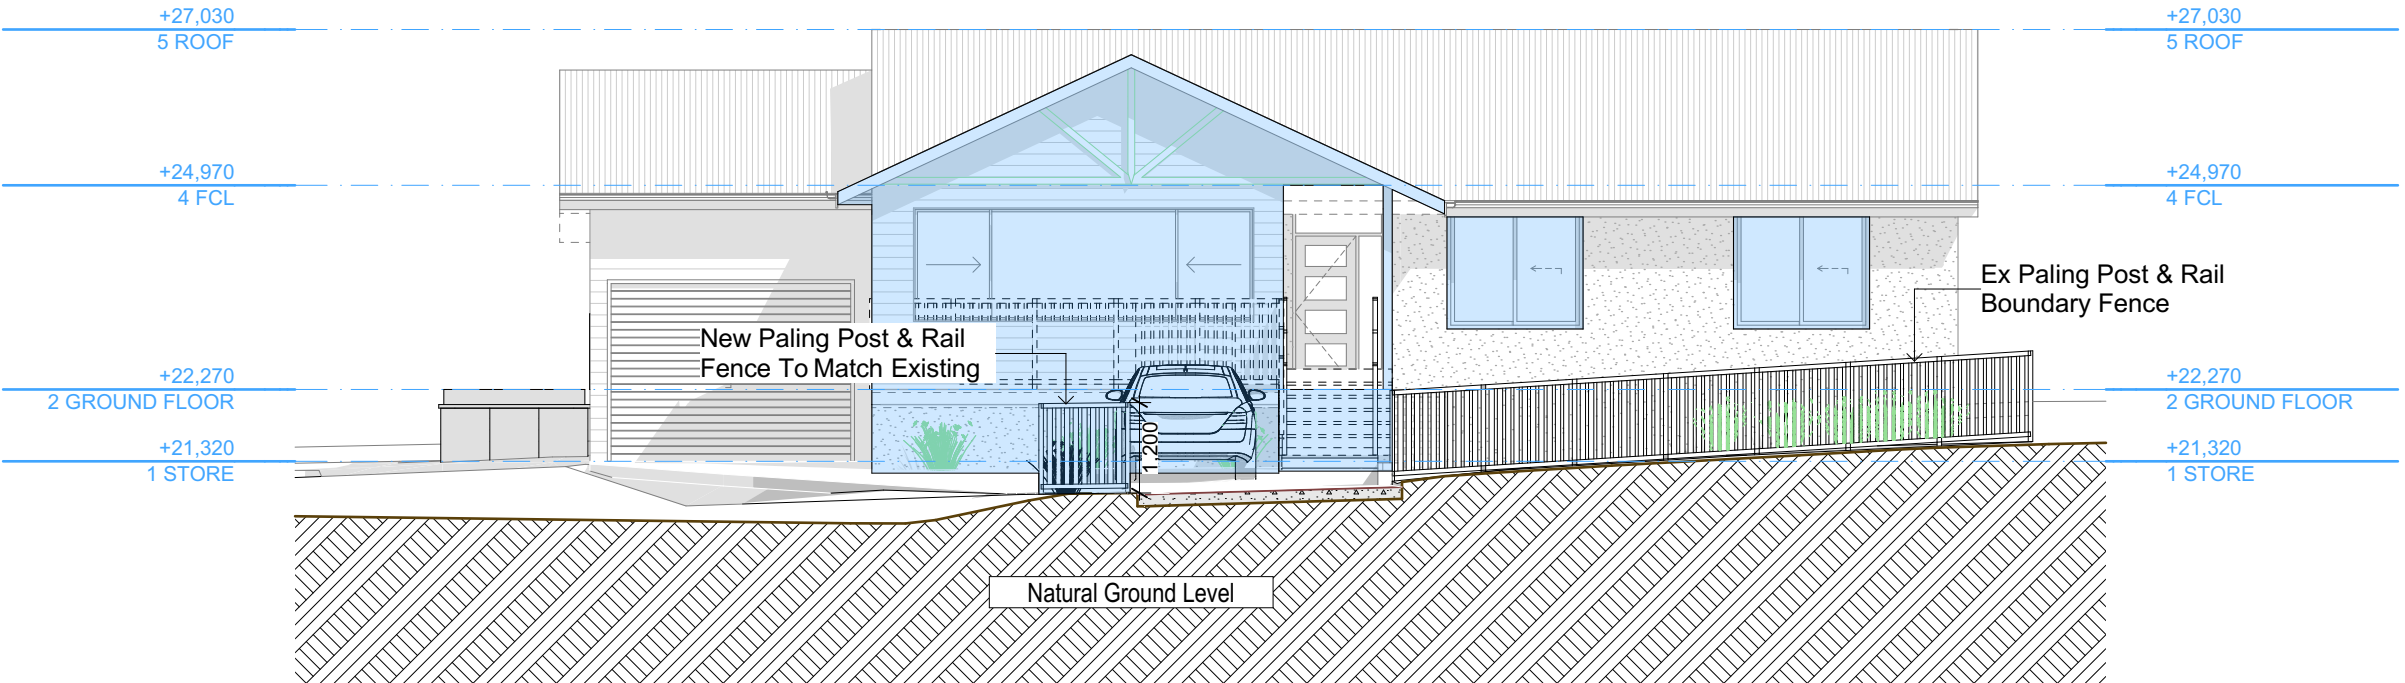 +27,030
5 ROOF
+27,030
5 ROOF
+24,970
4 FCL
+24,970
4 FCL
Ex Paling Post & Rail
Boundary Fence
New Paling Post & Rail
Fence To Match Existing
+22,270
2 GROUND FLOOR
+22,270
2 GROUND FLOOR
1.200
+21,320
1 STORE
+21,320
1 STORE
Natural Ground Level